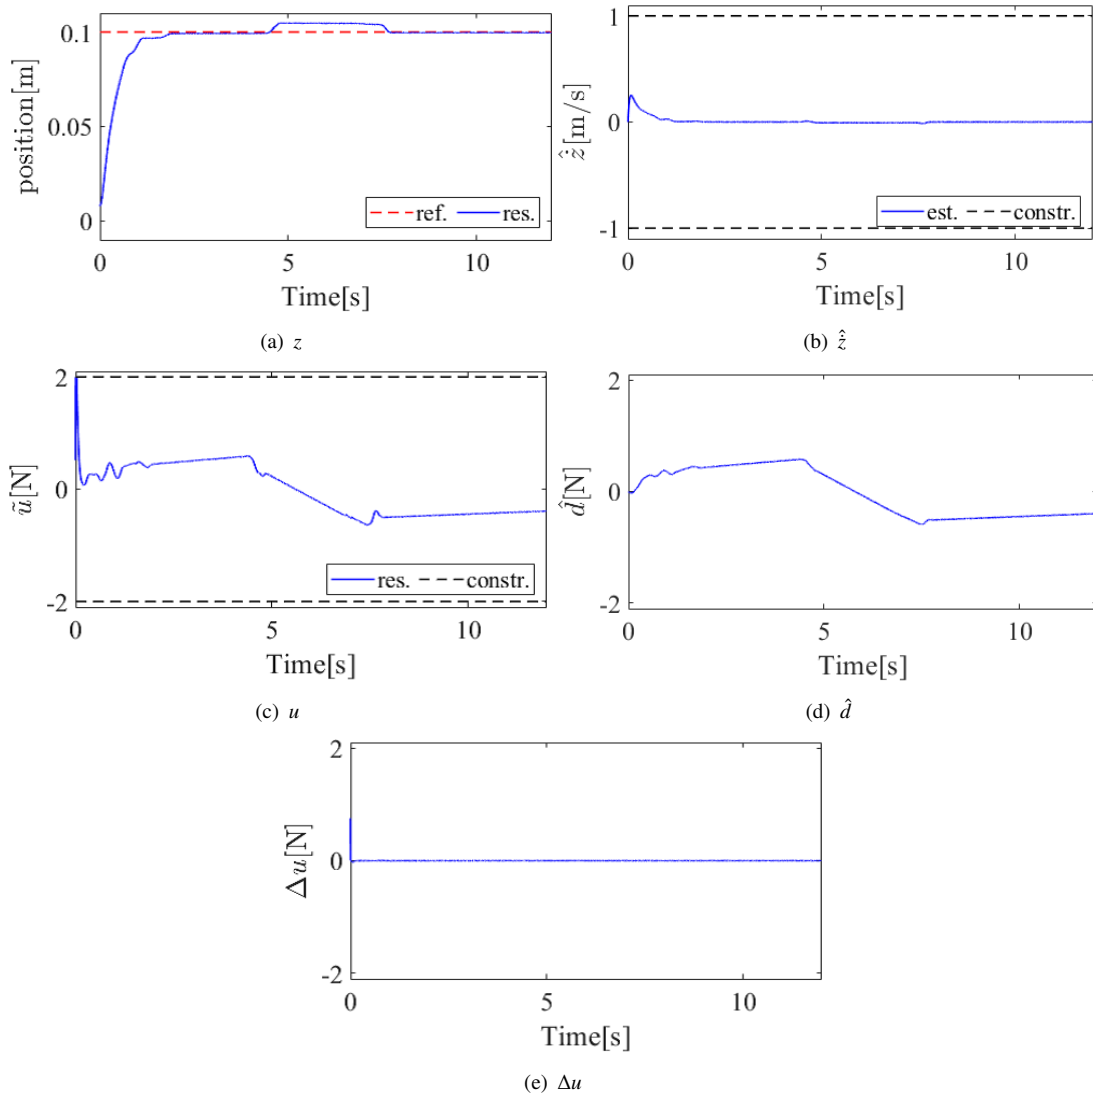 position[m]
0.1
0.05
0
ref.
res.
0
5
10
Time[s]
(a) z
ẑ̇[m/s]
1
0
-1
est.
constr.
0
5
10
Time[s]
(b) ẑ̇
ũ[N]
2
0
-2
res.
constr.
0
5
10
Time[s]
(c) u
d̂[N]
2
0
-2
0
5
10
Time[s]
(d) d̂
Δu[N]
2
0
-2
0
5
10
Time[s]
(e) Δu